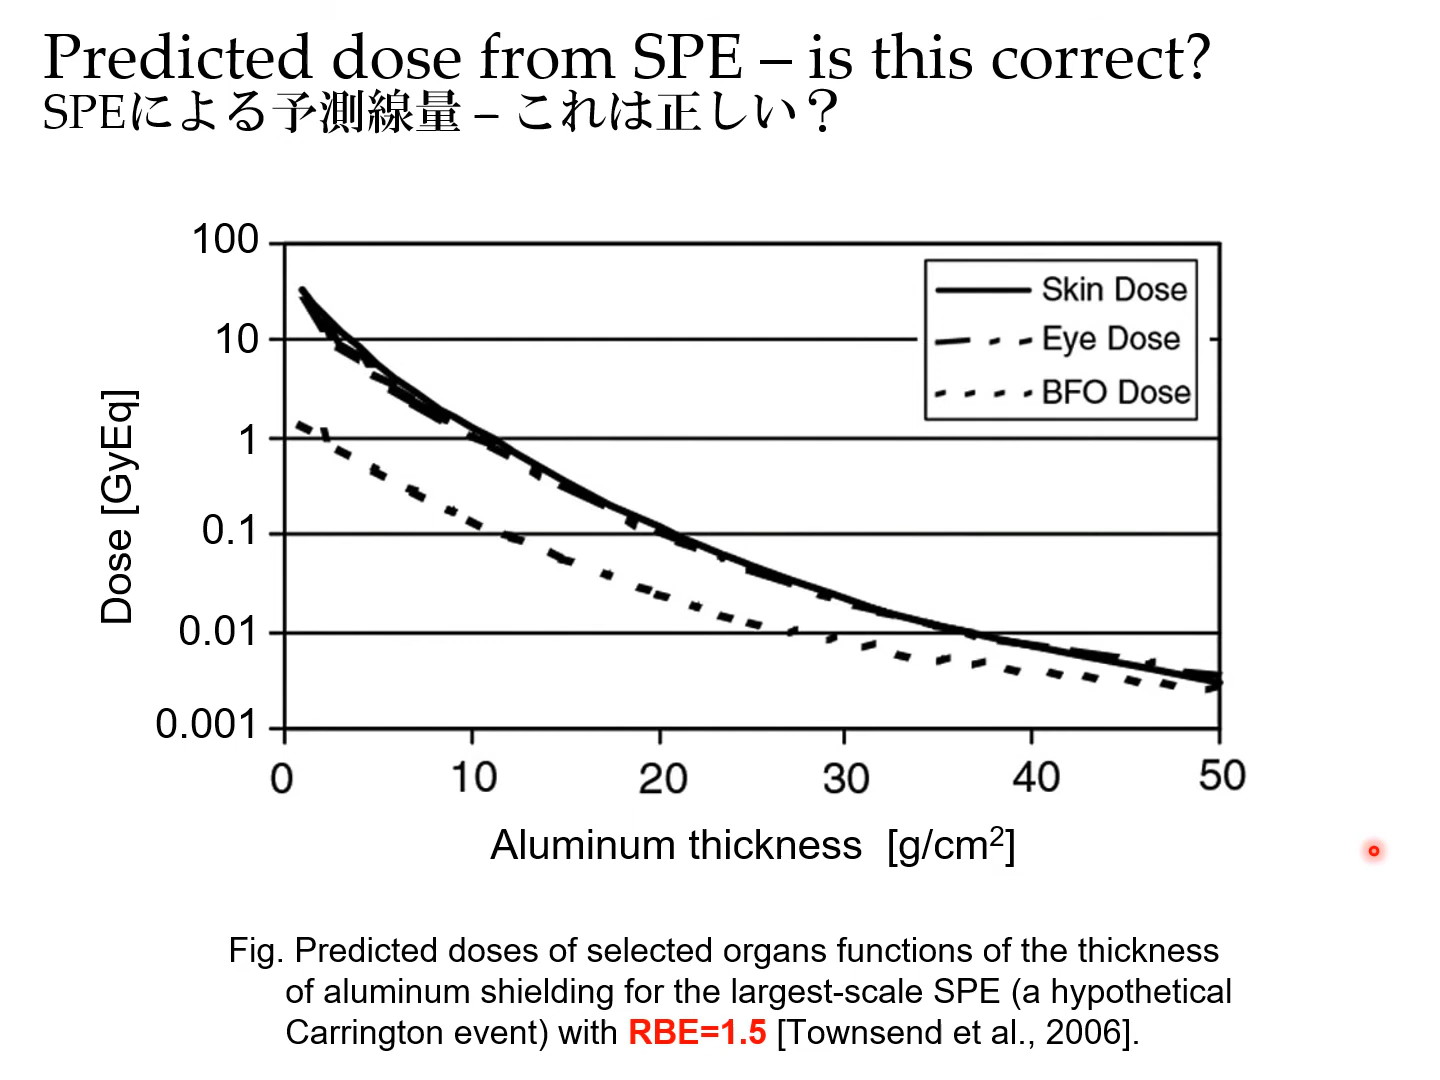 Predicted dose from SPE – is this correct?
SPEによる予測線量 – これは正しい？
100
10
1
0.1
0.01
0.001
Dose [GyEq]
Skin Dose
Eye Dose
BFO Dose
0 10 20 30 40 50
Aluminum thickness [g/cm²]
Fig. Predicted doses of selected organs functions of the thickness
of aluminum shielding for the largest-scale SPE (a hypothetical
Carrington event) with RBE=1.5 [Townsend et al., 2006].